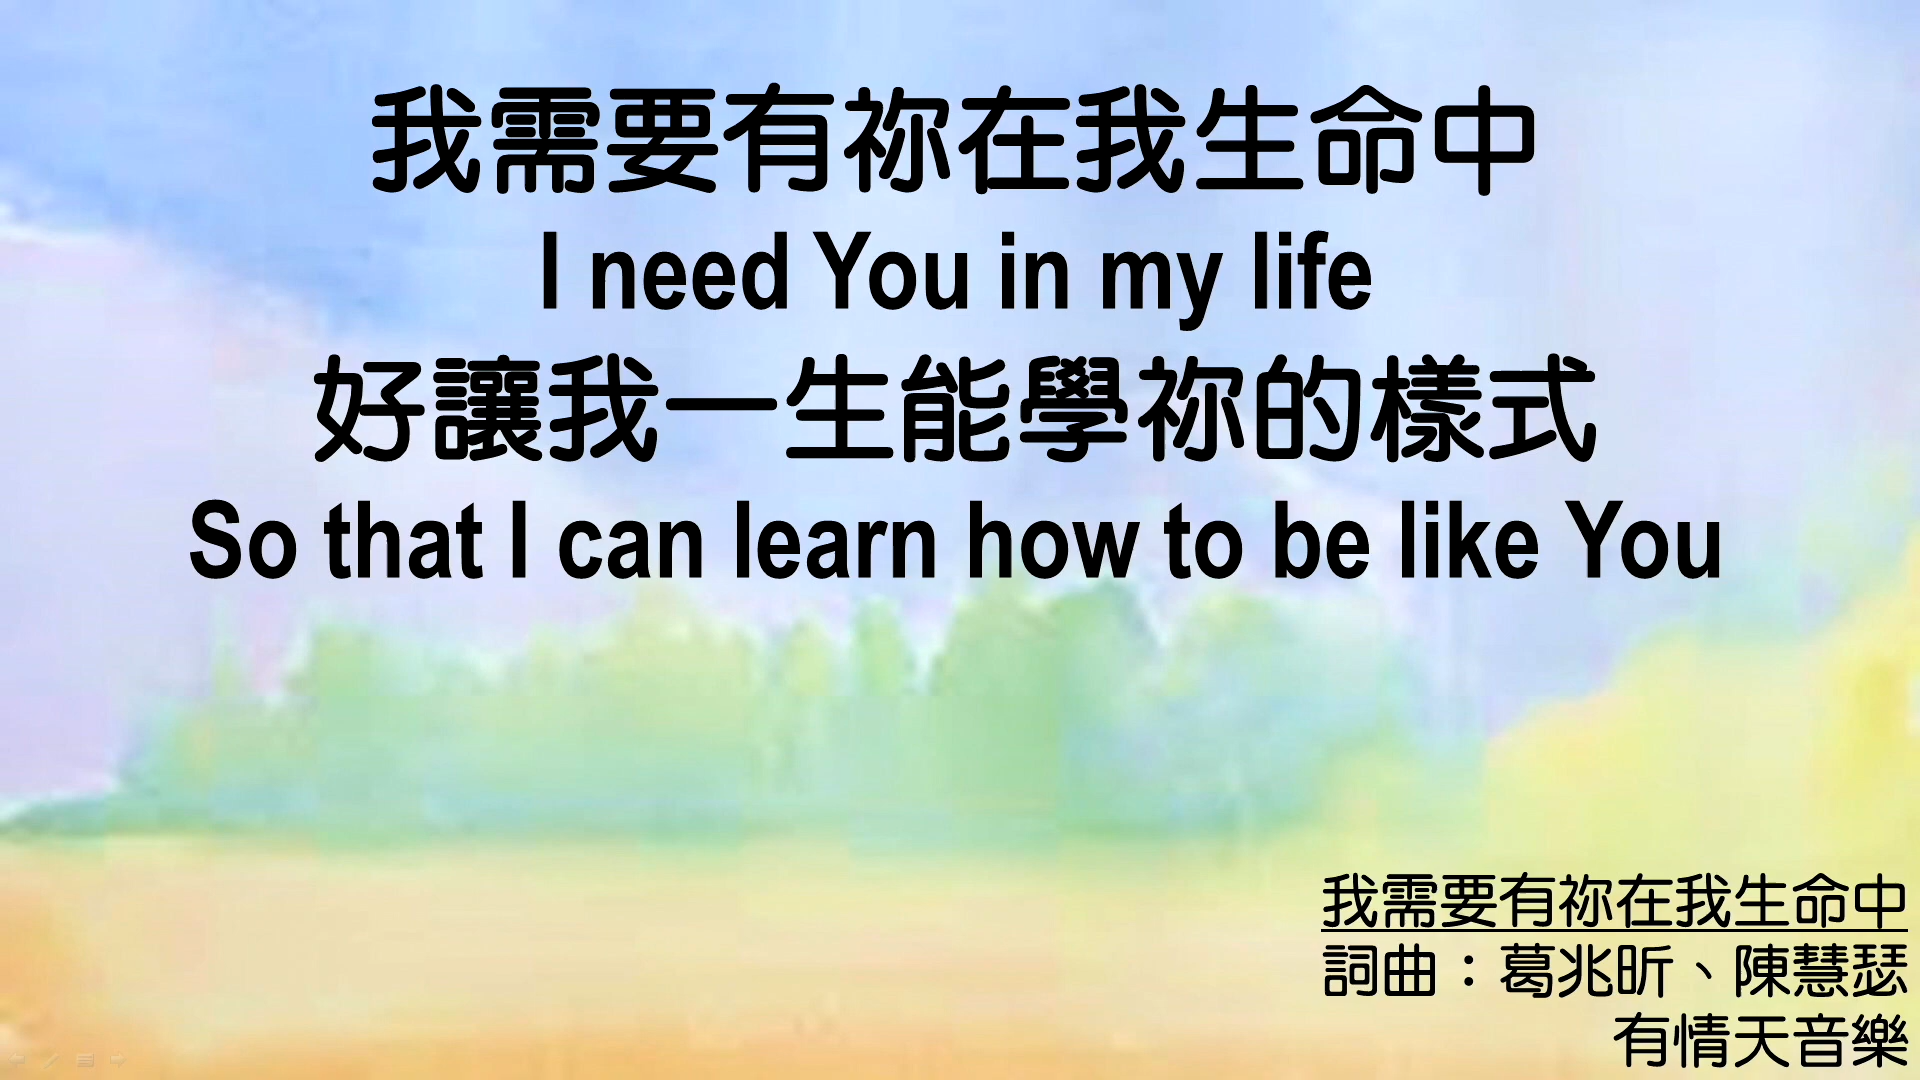 我需要有祢在我生命中
I need You in my life
好讓我一生能學祢的樣式
So that I can learn how to be like You
我需要有祢在我生命中
詞曲：葛兆昕、陳慧瑟
有情天音樂